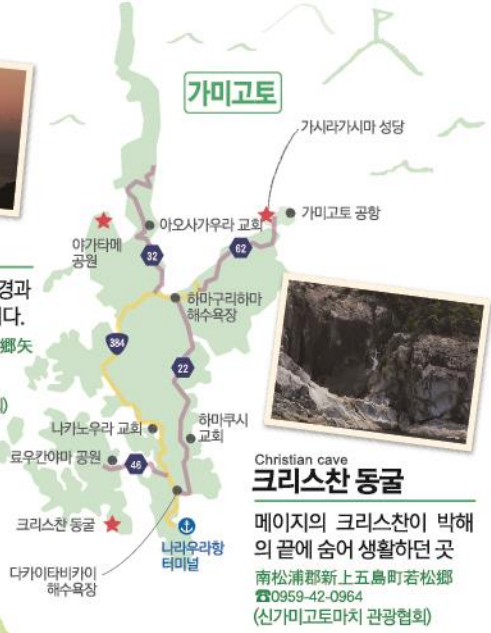 가미고토
가시라가시마 성당
아오사가우라 교회
가미고토 공항
야가타메
공원
32
62
하마구리하마
해수욕장
384
22
나카노우라 교회
하마쿠시
교회
료우칸야마 공원
46
크리스찬 동굴
나라우라항
터미널
다카이타비카이
해수욕장
경과
다.
郷矢
Christian cave
크리스찬 동굴
메이지의 크리스찬이 박해
의 끝에 숨어 생활하던 곳
南松浦郡新上五島町若松郷
☎0959-42-0964
(신가미고토마치 관광협회)